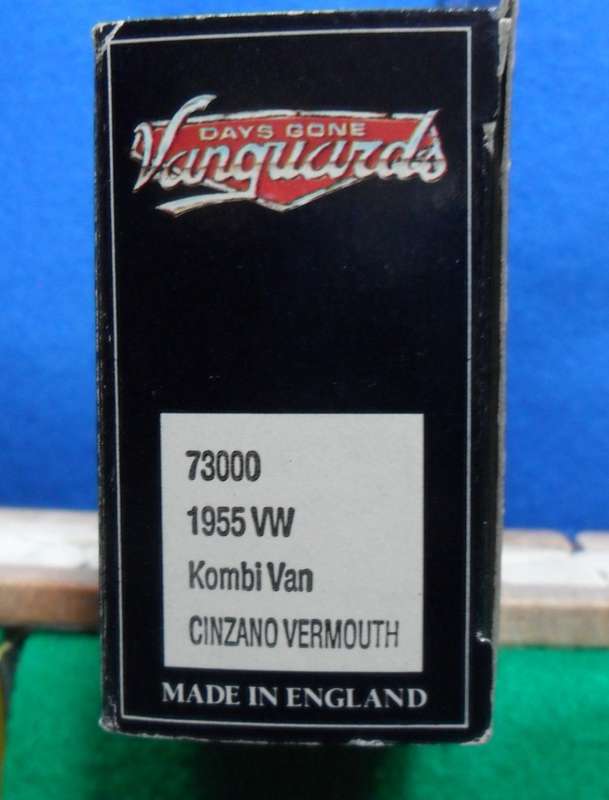 DAYS GONE
Vanguards
73000
1955 VW
Kombi Van
CINZANO VERMOUTH
MADE IN ENGLAND